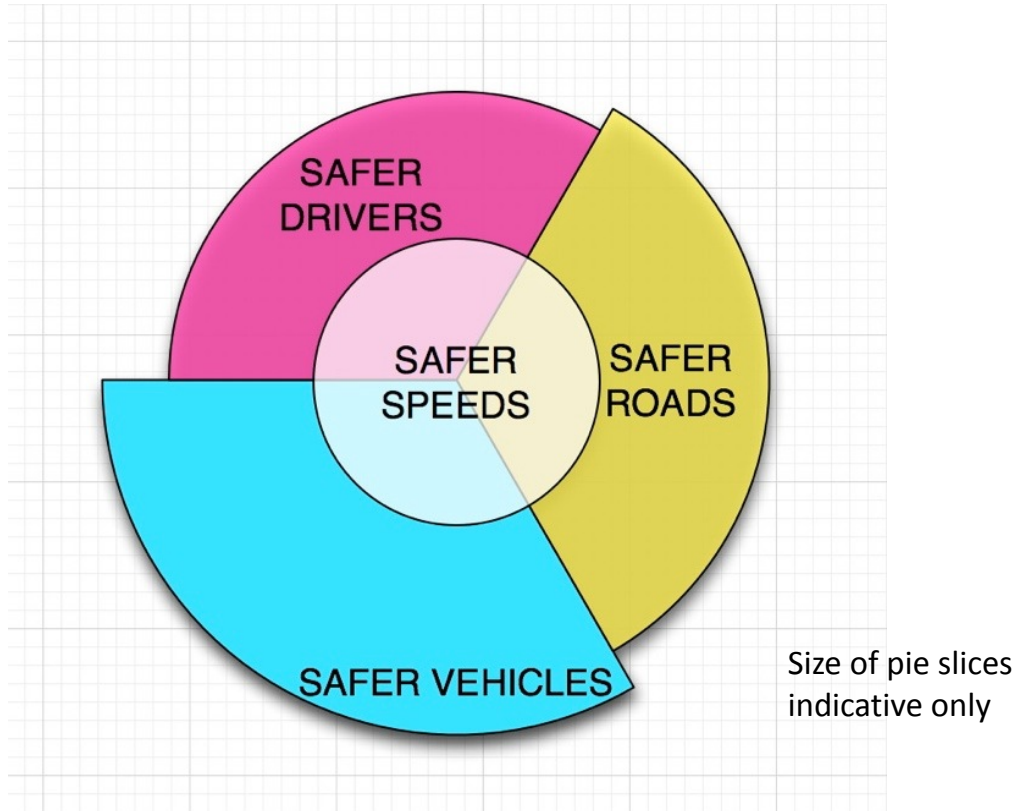 SAFER
DRIVERS
SAFER
SPEEDS
SAFER
ROADS
SAFER VEHICLES
Size of pie slices
indicative only